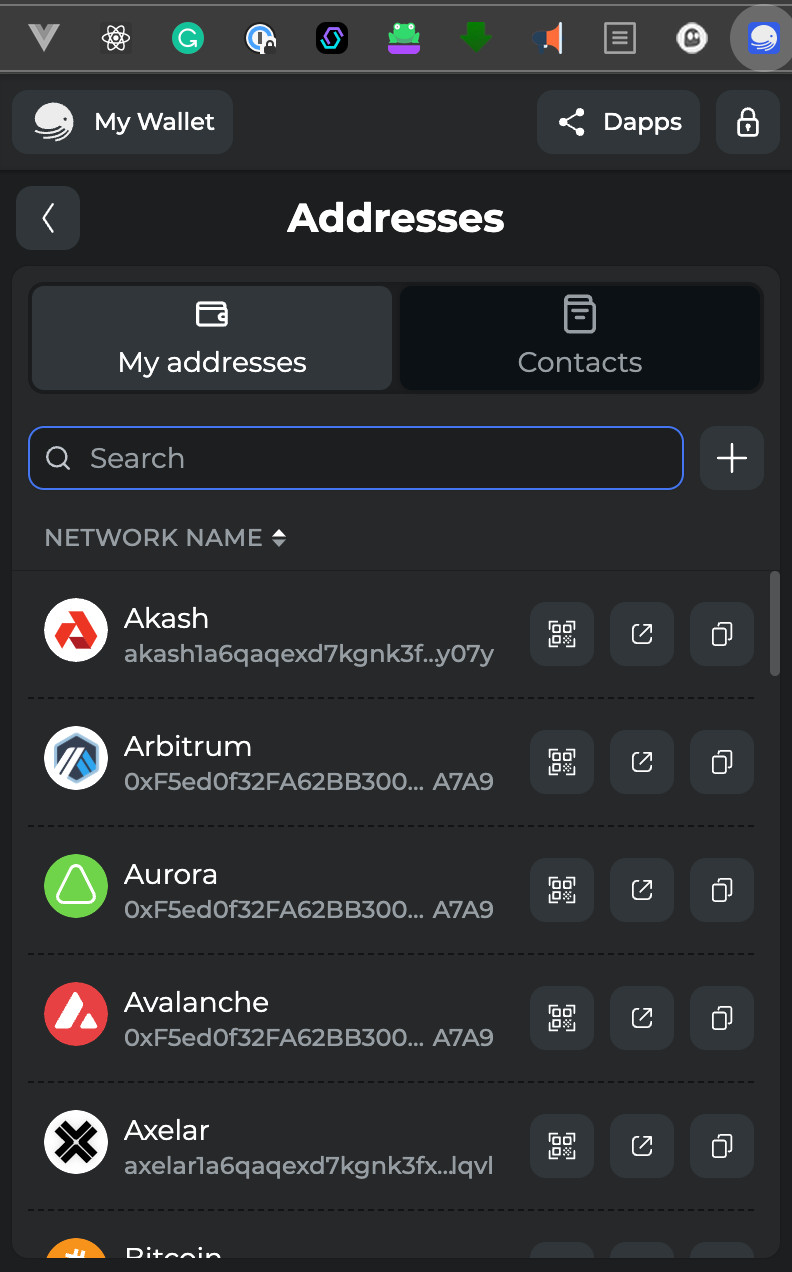 My Wallet
Dapps
Addresses
My addresses
Contacts
Search
NETWORK NAME
Akash
akash1a6qaqexd7kgnk3f...y07y
Arbitrum
0xF5ed0f32FA62BB300... A7A9
Aurora
0xF5ed0f32FA62BB300... A7A9
Avalanche
0xF5ed0f32FA62BB300... A7A9
Axelar
axelar1a6qaqexd7kgnk3fx...lqvl
Bitcoin